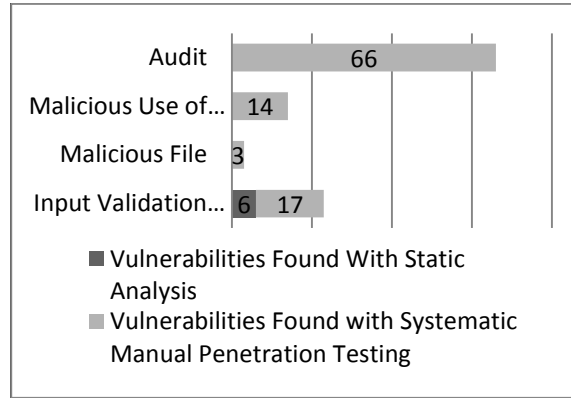 Audit
66
Malicious Use of...
14
Malicious File
3
Input Validation...
6 17
Vulnerabilities Found With Static
Analysis
Vulnerabilities Found with Systematic
Manual Penetration Testing